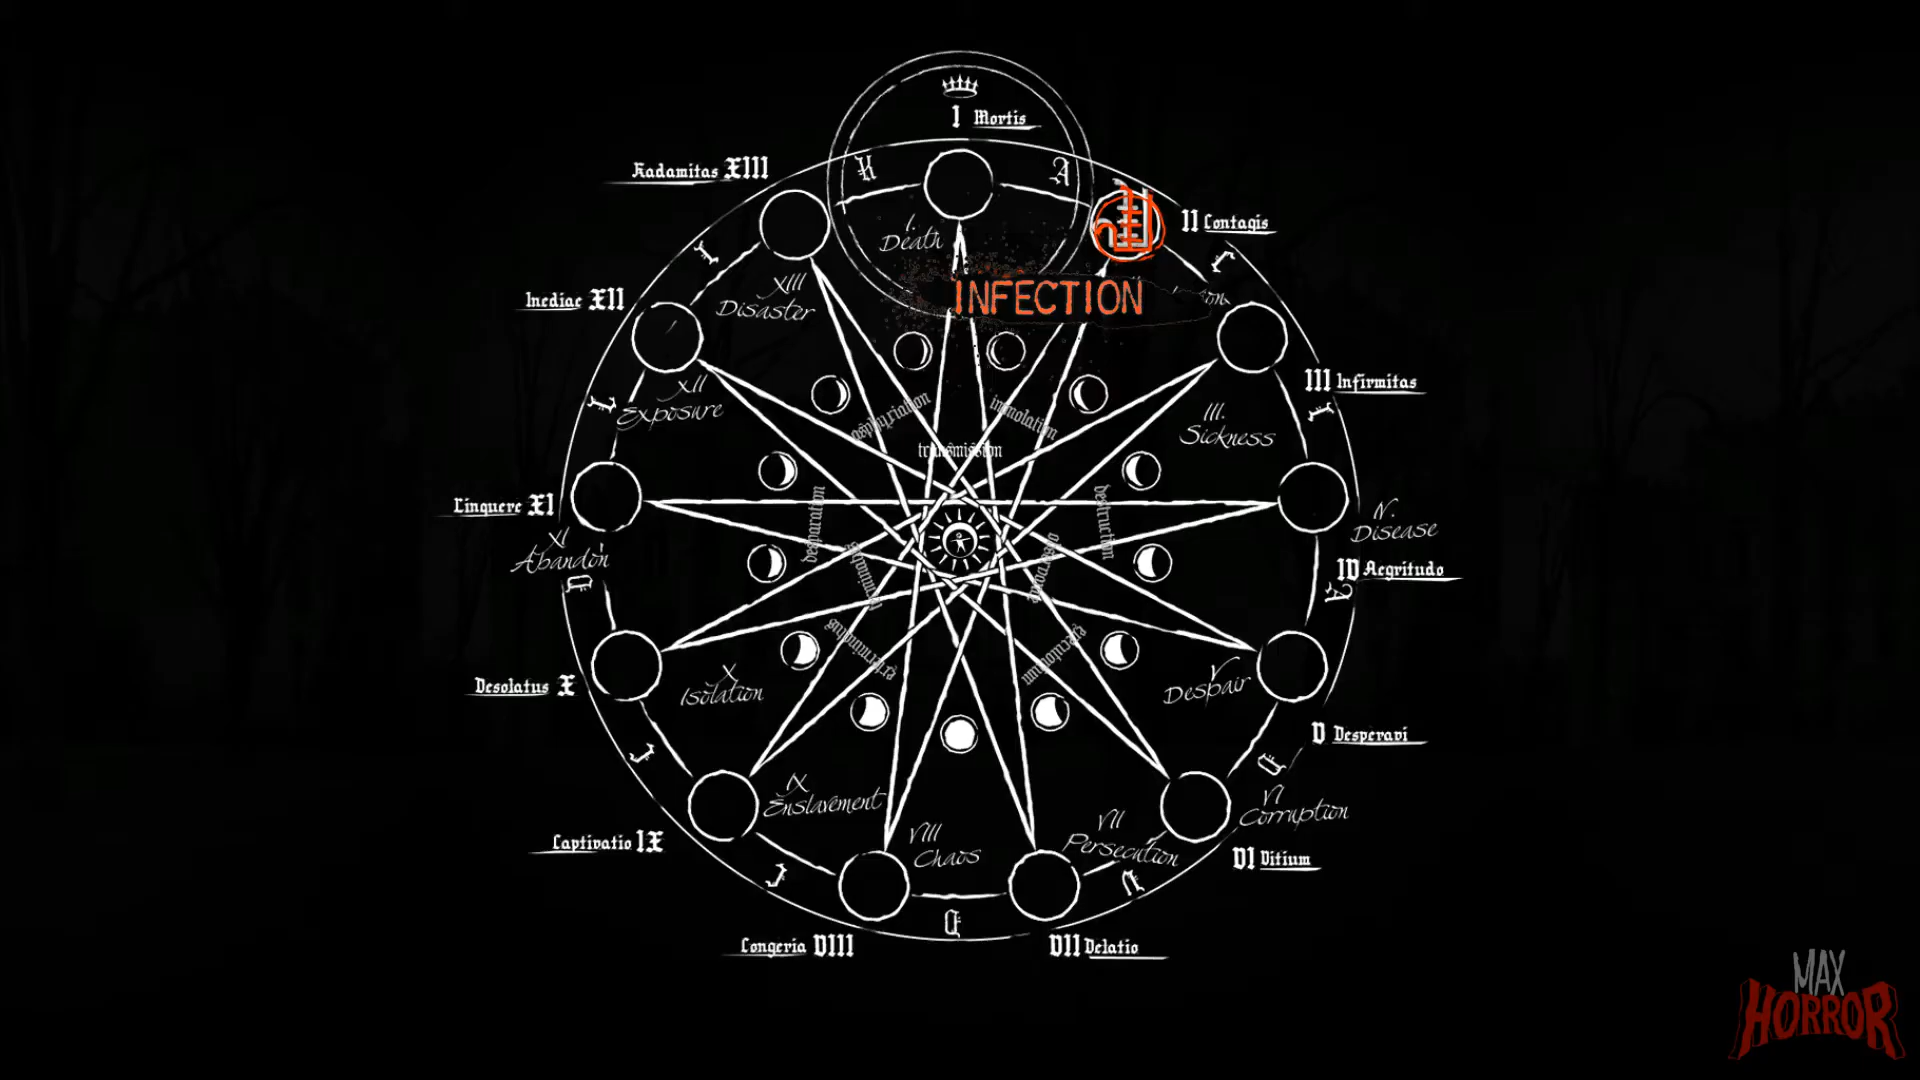 I Mortis
K
A
Kadamitas XIII
II Contagis
I.
Death
INFECTION
XIII
Disaster
Inediae XII
III Infirmitas
XII
Exposure
III.
Sickness
asphyxiation
immolation
transmission
Linquere XI
XI
Abandon
IV.
Disease
IV Aegritudo
desparation
destruction
Desolatus X
X
Isolation
V
Despair
V Desperavi
IX
Enslavement
VI
Corruption
VII
Persecution
VIII
Chaos
Captivatio IX
VI Vitium
Congeria VIII
VII Delatio
MAX
HORROR